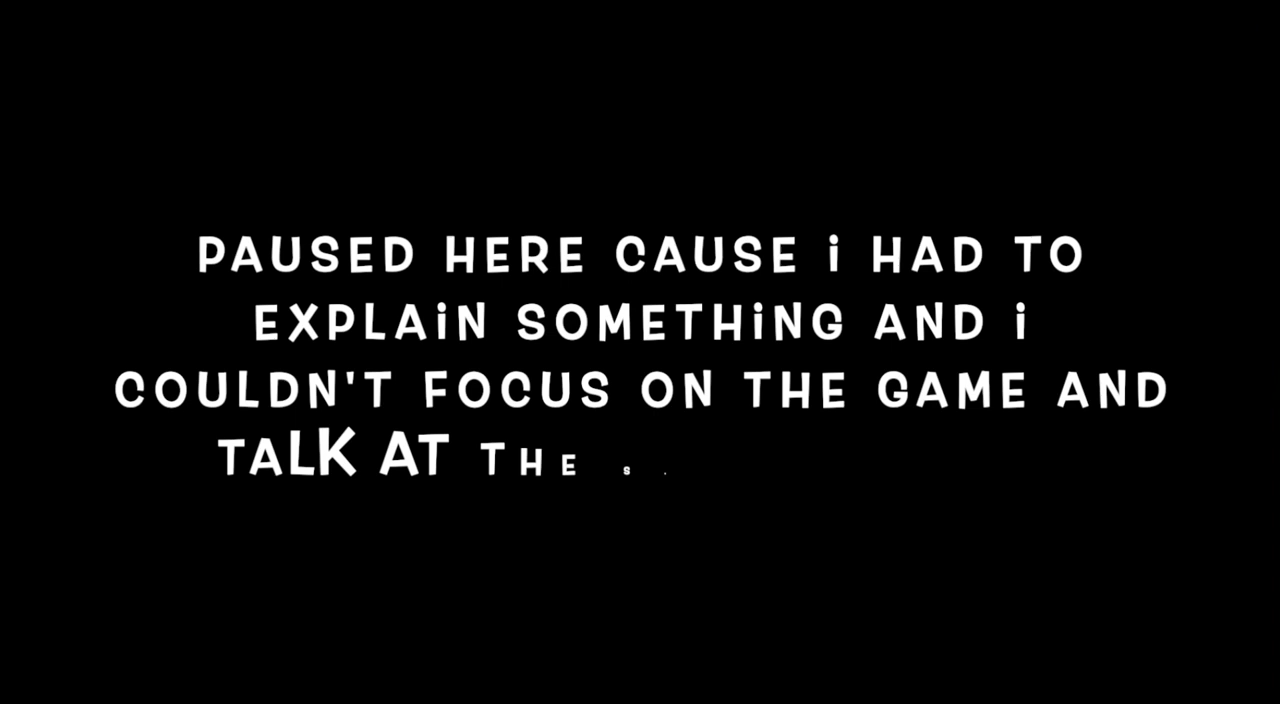 PAUSED HERE CAUSE i HAD TO
EXPLAiN SOMETHiNG AND i
COULDN'T FOCUS ON THE GAME AND
TALK AT THE S